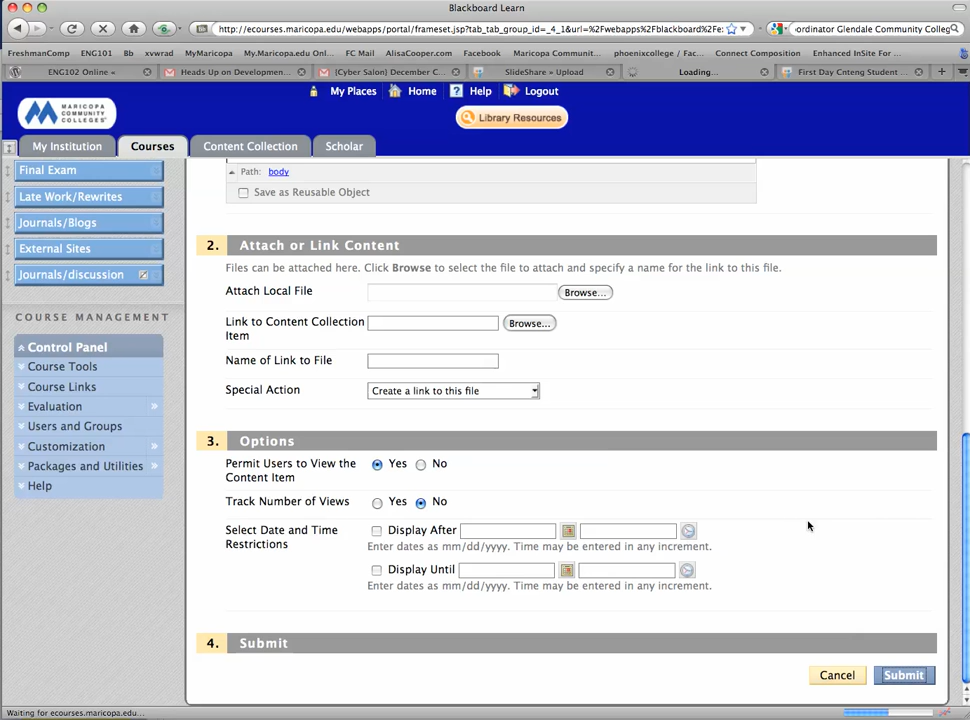 Blackboard Learn
http://ecourses.maricopa.edu/webapps/portal/frameset.jsp?tab_tab_group_id=_4_1&url=%2Fwebapps%2Fblackboard%2Fe:
ordinator Glendale Community Colleg
FreshmanComp ENG101 Bb xvwrad MyMaricopa My.Maricopa.edu Onl... FC Mail AlisaCooper.com Facebook Maricopa Communit... phoenixcollege / Fac... Connect Composition Enhanced InSite For ...
ENG102 Online « Heads Up on Developmen... (Cyber Salon) December C... SlideShare » Upload Loading... First Day Cnteng Student ...
My Places Home Help Logout
MARICOPA
COMMUNITY
COLLEGES
Library Resources
My Institution Courses Content Collection Scholar
Final Exam
Late Work/Rewrites
Journals/Blogs
External Sites
Journals/discussion
COURSE MANAGEMENT
Control Panel
Course Tools
Course Links
Evaluation
Users and Groups
Customization
Packages and Utilities
Help
Path: body
Save as Reusable Object
2. Attach or Link Content
Files can be attached here. Click Browse to select the file to attach and specify a name for the link to this file.
Attach Local File Browse...
Link to Content Collection Browse...
Item
Name of Link to File
Special Action Create a link to this file
3. Options
Permit Users to View the Yes No
Content Item
Track Number of Views Yes No
Select Date and Time Display After
Restrictions
Enter dates as mm/dd/yyyy. Time may be entered in any increment.
Display Until
Enter dates as mm/dd/yyyy. Time may be entered in any increment.
4. Submit
Cancel Submit
Waiting for ecourses.maricopa.edu...